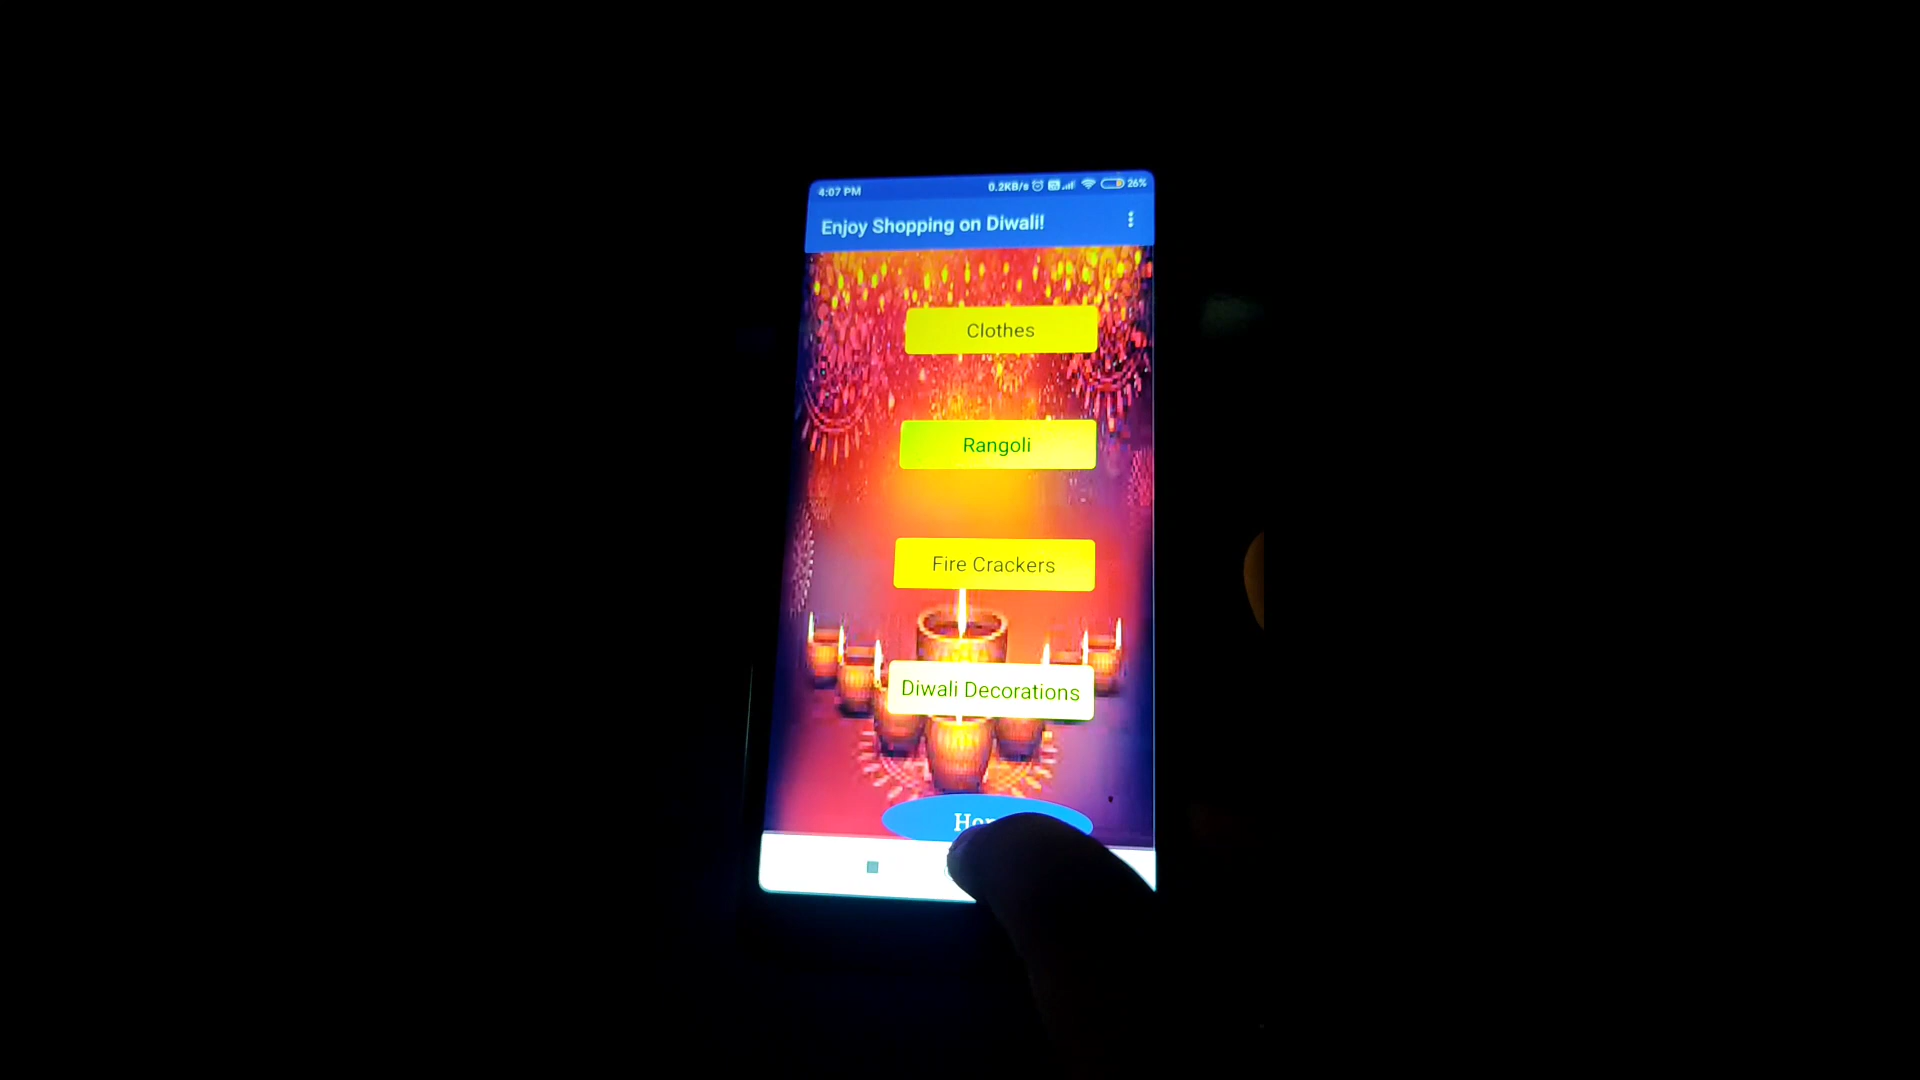 4:07 PM 0.2KB/s 26%
Enjoy Shopping on Diwali!
Clothes
Rangoli
Fire Crackers
Diwali Decorations